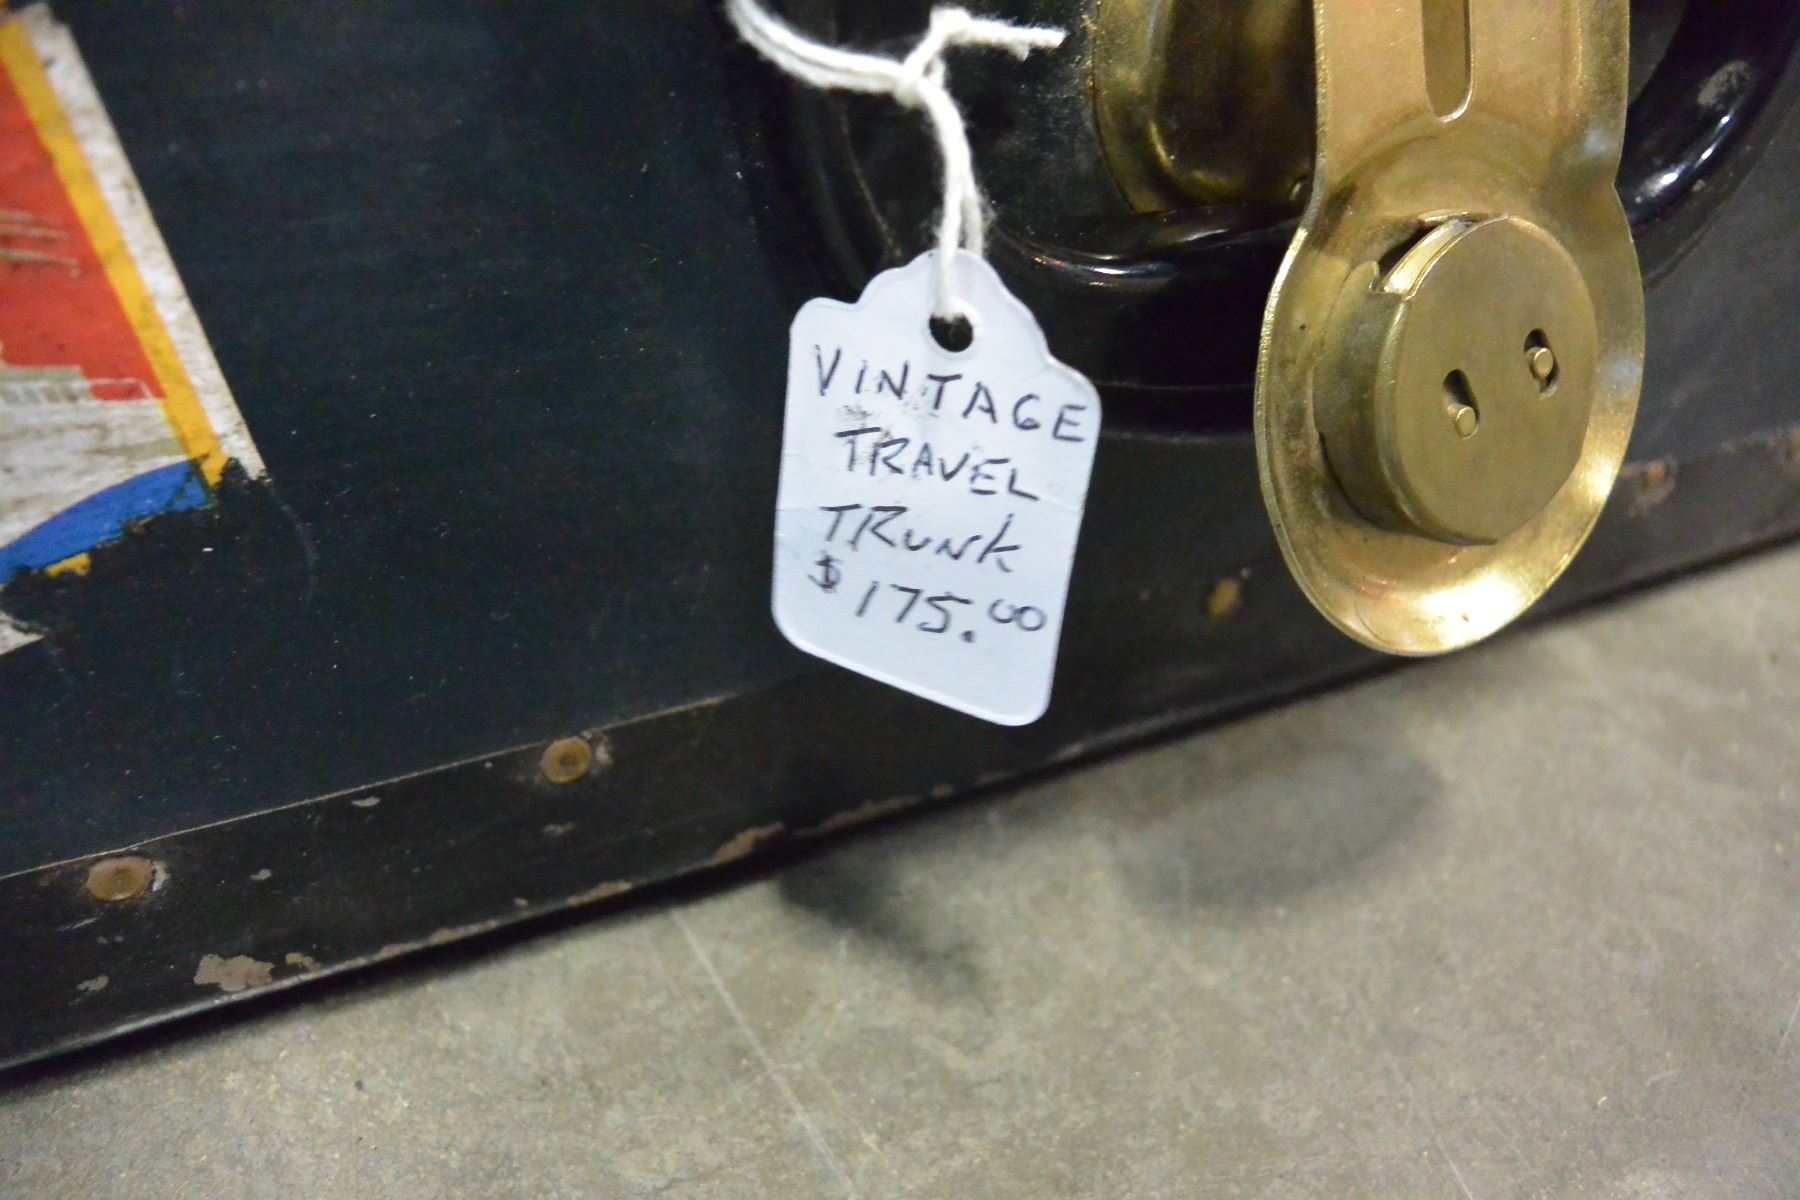 VINTAGE
TRAVEL
TRUNK
$175.00